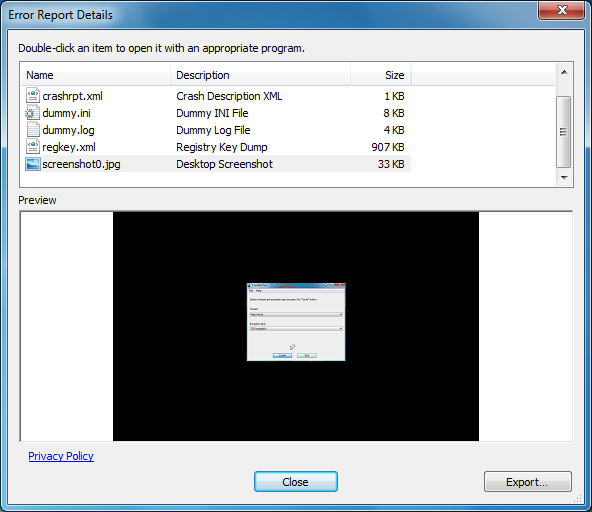 Error Report Details
Double-click an item to open it with an appropriate program.
Name Description Size
crashrpt.xml Crash Description XML 1 KB
dummy.ini Dummy INI File 8 KB
dummy.log Dummy Log File 4 KB
regkey.xml Registry Key Dump 907 KB
screenshot0.jpg Desktop Screenshot 33 KB
Preview
File Help
Privacy Policy
Close Export...